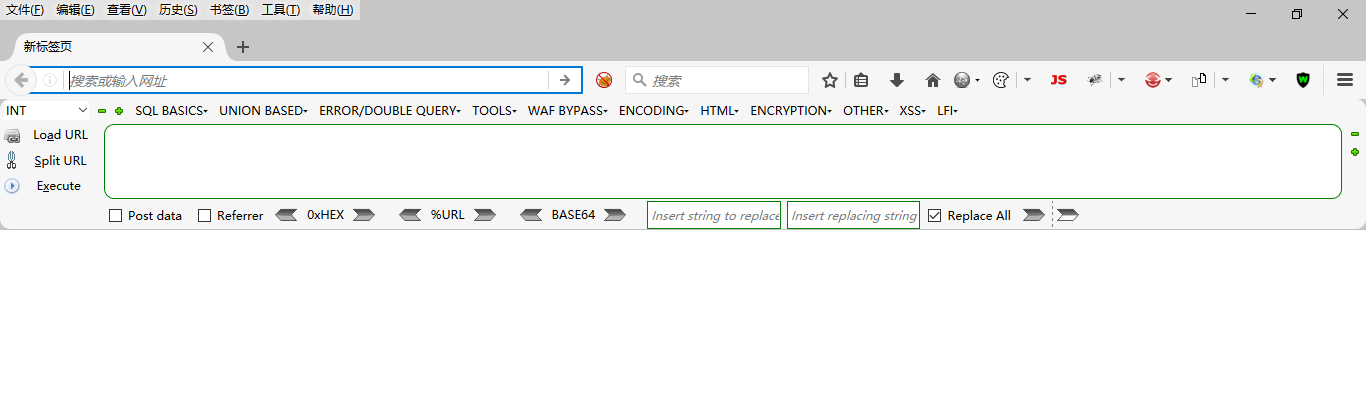 文件(F) 编辑(E) 查看(V) 历史(S) 书签(B) 工具(T) 帮助(H)
新标签页
搜索或输入网址 搜索 JS W
INT SQL BASICS UNION BASED ERROR/DOUBLE QUERY TOOLS WAF BYPASS ENCODING HTML ENCRYPTION OTHER XSS LFI
Load URL
Split URL
Execute
Post data Referrer 0xHEX %URL BASE64 Insert string to replace Insert replacing string Replace All